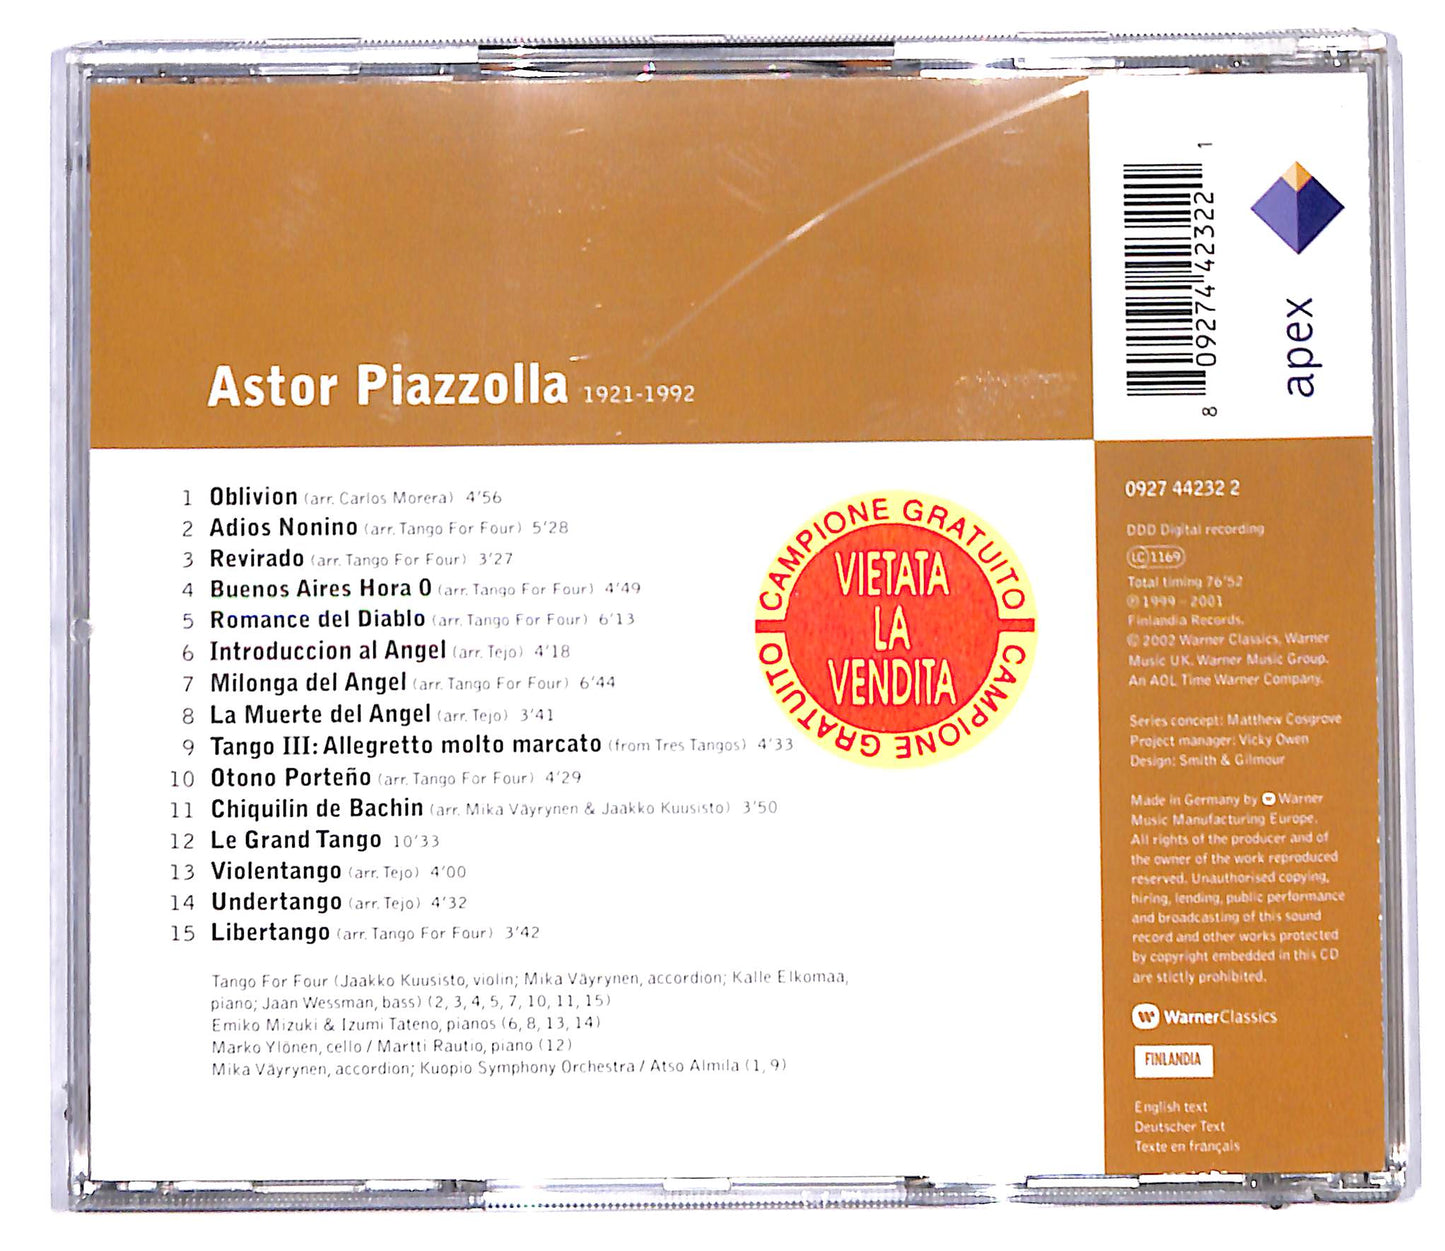 Astor Piazzolla 1921-1992
1 Oblivion (arr. Carlos Morera) 4'56
2 Adios Nonino (arr. Tango For Four) 5'28
3 Revirado (arr. Tango For Four) 3'27
4 Buenos Aires Hora 0 (arr. Tango For Four) 4'49
5 Romance del Diablo (arr. Tango For Four) 6'13
6 Introduccion al Angel (arr. Tejo) 4'18
7 Milonga del Angel (arr. Tango For Four) 6'44
8 La Muerte del Angel (arr. Tejo) 3'41
9 Tango III: Allegretto molto marcato (from Tres Tangos) 4'33
10 Otono Porteño (arr. Tango For Four) 4'29
11 Chiquilin de Bachin (arr. Mika Väyrynen & Jaakko Kuusisto) 3'50
12 Le Grand Tango 10'33
13 Violentango (arr. Tejo) 4'00
14 Undertango (arr. Tejo) 4'32
15 Libertango (arr. Tango For Four) 3'42
Tango For Four (Jaakko Kuusisto, violin; Mika Väyrynen, accordion; Kalle Elkomaa,
piano; Jaan Wessman, bass) (2, 3, 4, 5, 7, 10, 11, 15)
Emiko Mizuki & Izumi Tateno, pianos (6, 8, 13, 14)
Marko Ylönen, cello / Martti Rautio, piano (12)
Mika Väyrynen, accordion; Kuopio Symphony Orchestra / Atso Almila (1, 9)
CAMPIONE GRATUITO
VIETATA
LA
VENDITA
CAMPIONE GRATUITO
8 09274 42322 1
apex
0927 44232 2
DDD Digital recording
LC 1169
Total timing 76'52
℗ 1999 - 2001
Finlandia Records.
© 2002 Warner Classics, Warner
Music UK. Warner Music Group.
An AOL Time Warner Company.
Series concept: Matthew Cosgrove
Project manager: Vicky Owen
Design: Smith & Gilmour
Made in Germany by Warner
Music Manufacturing Europe.
All rights of the producer and of
the owner of the work reproduced
reserved. Unauthorised copying,
hiring, lending, public performance
and broadcasting of this sound
record and other works protected
by copyright embedded in this CD
are stictly prohibited.
WarnerClassics
FINLANDIA
English text
Deutscher Text
Texte en français